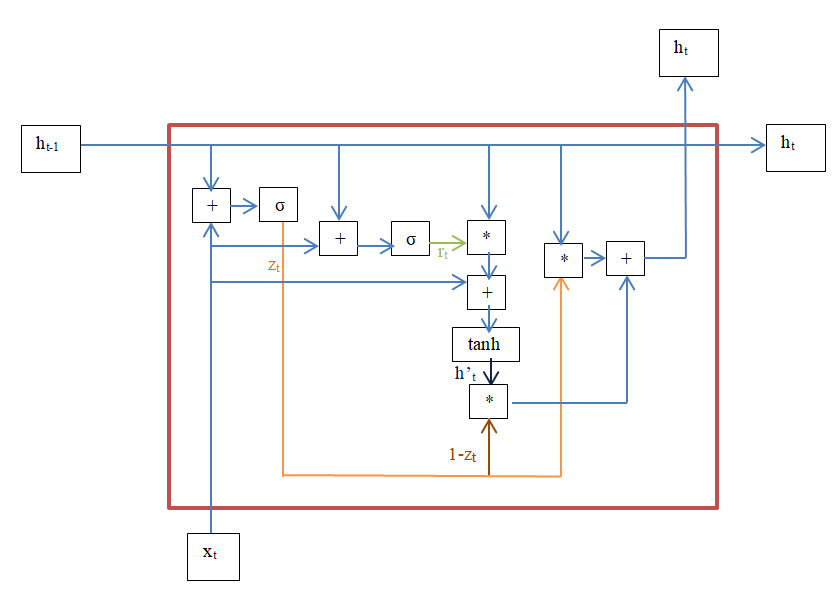 ht
ht-1
ht
+
σ
+
σ
rt
*
*
+
zt
+
tanh
h’t
*
1-zt
xt